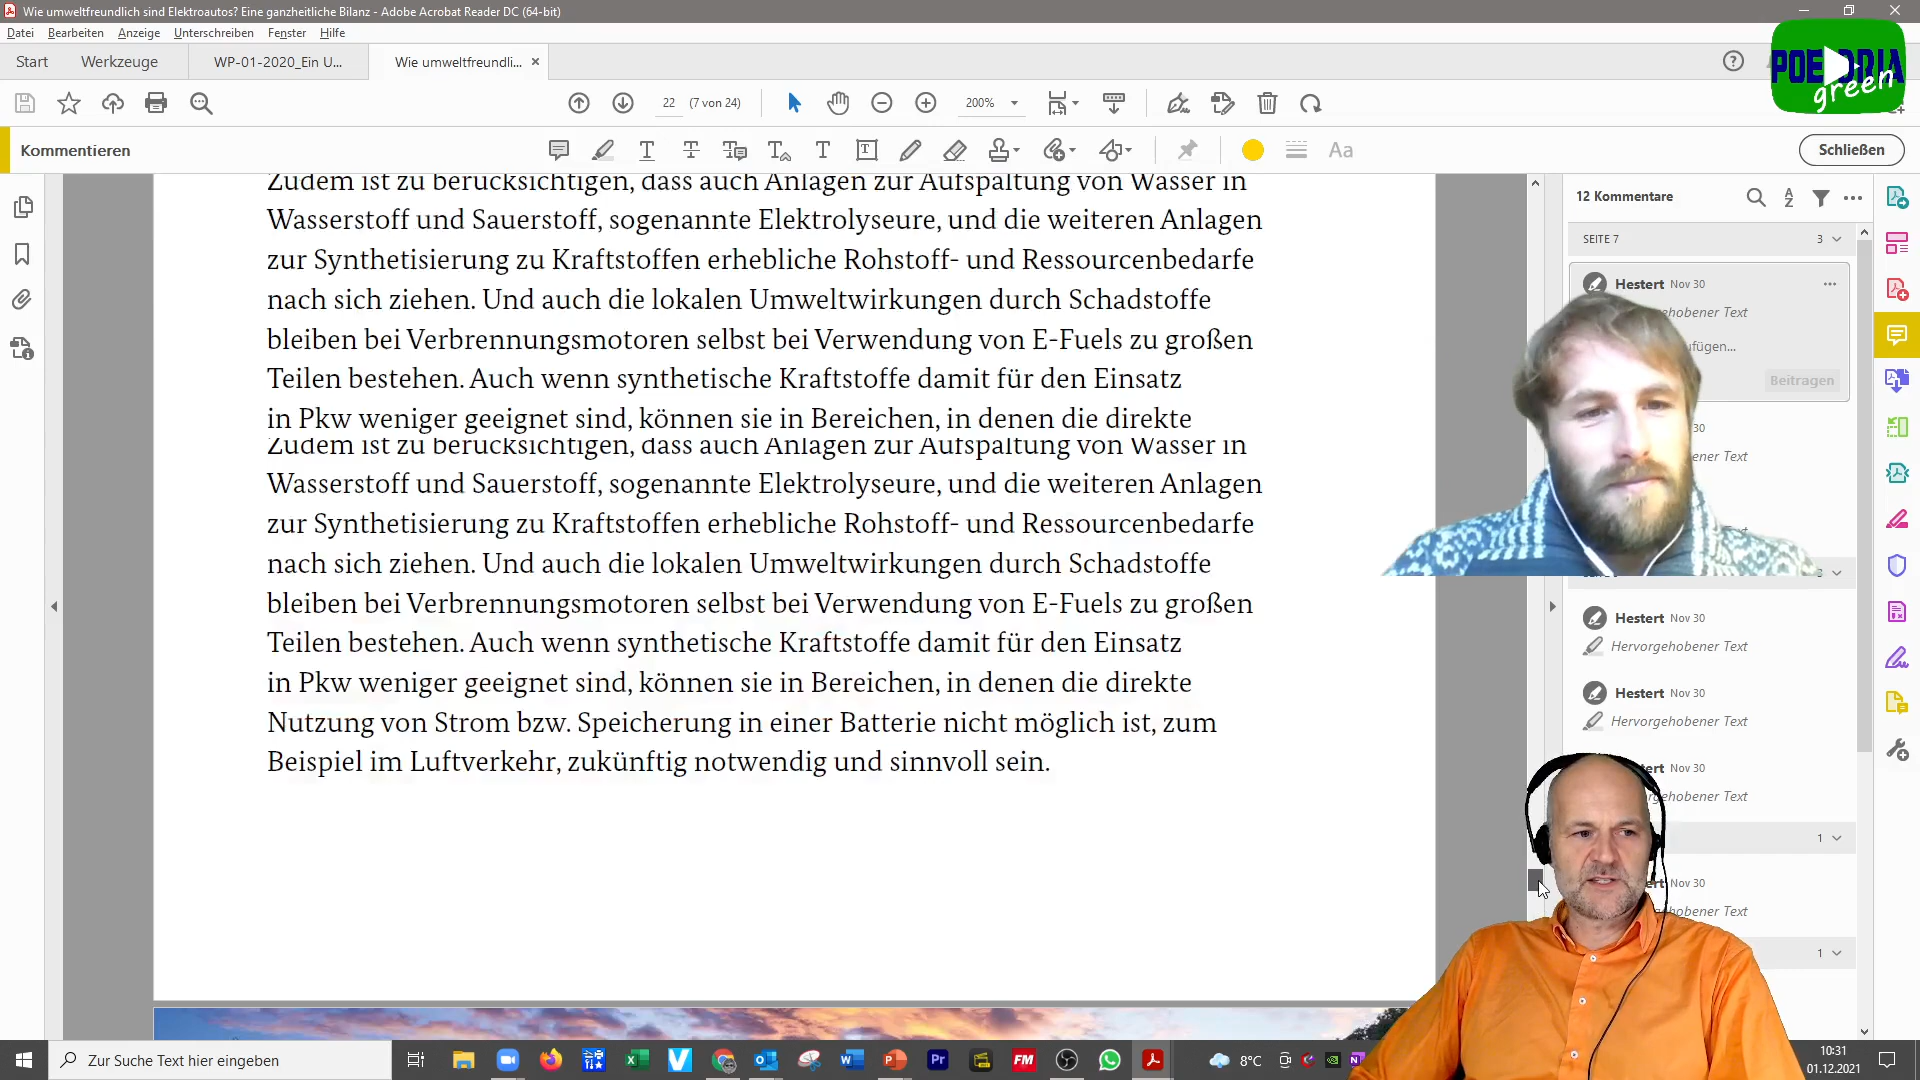 Wie umweltfreundlich sind Elektroautos? Eine ganzheitliche Bilanz - Adobe Acrobat Reader DC (64-bit)
Datei Bearbeiten Anzeige Unterschreiben Fenster Hilfe
Start Werkzeuge WP-01-2020_Ein U... Wie umweltfreundli...
green
22 (7 von 24) 200%
Kommentieren
Schließen
Zudem ist zu berücksichtigen, dass auch Anlagen zur Aufspaltung von Wasser in
Wasserstoff und Sauerstoff, sogenannte Elektrolyseure, und die weiteren Anlagen
zur Synthetisierung zu Kraftstoffen erhebliche Rohstoff- und Ressourcenbedarfe
nach sich ziehen. Und auch die lokalen Umweltwirkungen durch Schadstoffe
bleiben bei Verbrennungsmotoren selbst bei Verwendung von E-Fuels zu großen
Teilen bestehen. Auch wenn synthetische Kraftstoffe damit für den Einsatz
in Pkw weniger geeignet sind, können sie in Bereichen, in denen die direkte
Zudem ist zu berücksichtigen, dass auch Anlagen zur Aufspaltung von Wasser in
Wasserstoff und Sauerstoff, sogenannte Elektrolyseure, und die weiteren Anlagen
zur Synthetisierung zu Kraftstoffen erhebliche Rohstoff- und Ressourcenbedarfe
nach sich ziehen. Und auch die lokalen Umweltwirkungen durch Schadstoffe
bleiben bei Verbrennungsmotoren selbst bei Verwendung von E-Fuels zu großen
Teilen bestehen. Auch wenn synthetische Kraftstoffe damit für den Einsatz
in Pkw weniger geeignet sind, können sie in Bereichen, in denen die direkte
Nutzung von Strom bzw. Speicherung in einer Batterie nicht möglich ist, zum
Beispiel im Luftverkehr, zukünftig notwendig und sinnvoll sein.
12 Kommentare
SEITE 7 3
Hestert Nov 30
Text
Beitragen
30
Text
Hestert Nov 30
Hervorgehobener Text
Hestert Nov 30
Hervorgehobener Text
Nov 30
Text
1
Nov 30
Text
1
Zur Suche Text hier eingeben
8°C
10:31
01.12.2021